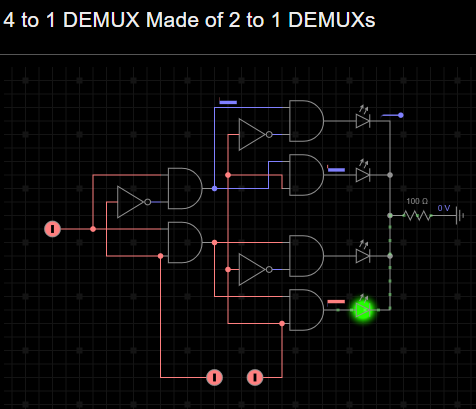 4 to 1 DEMUX Made of 2 to 1 DEMUXs
100 Ω
0 V
I
I
I